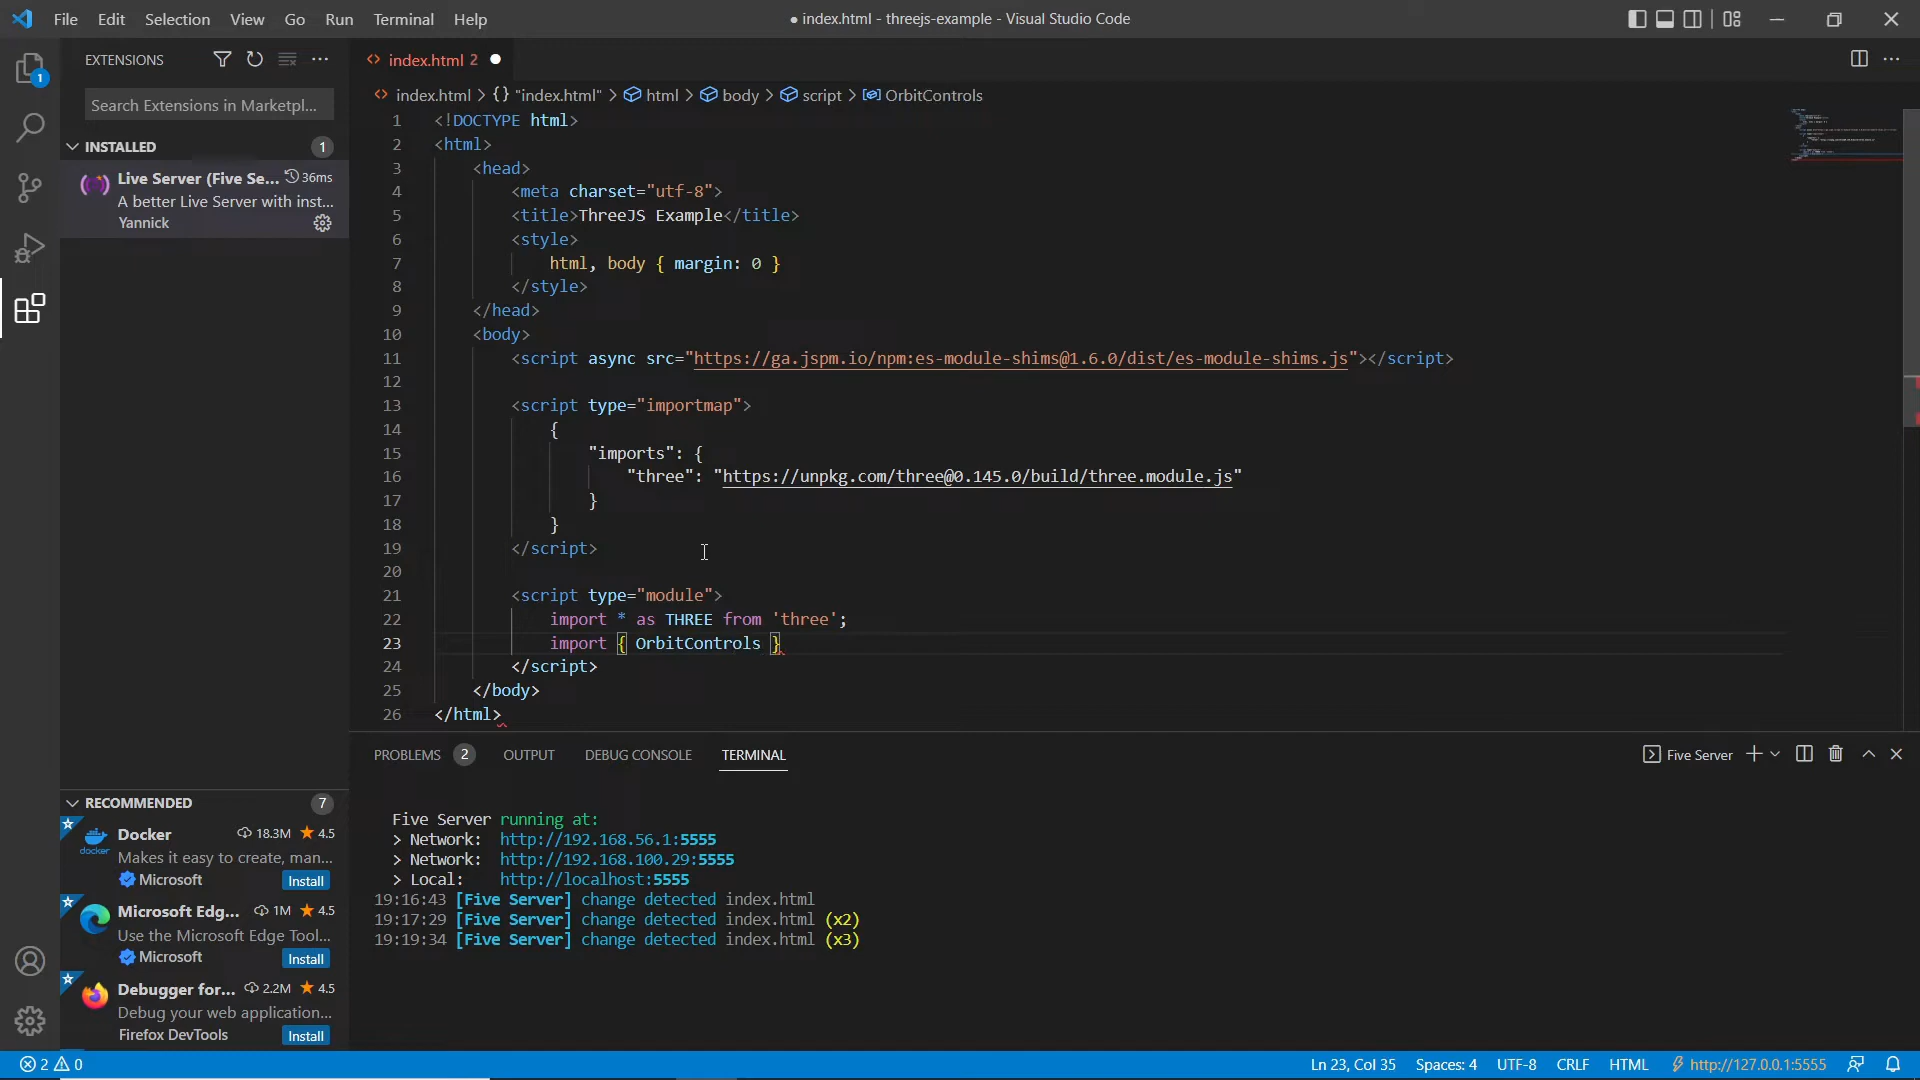 File Edit Selection View Go Run Terminal Help
● index.html - threejs-example - Visual Studio Code
EXTENSIONS
Search Extensions in Marketpl...
INSTALLED 1
Live Server (Five Se... 36ms
A better Live Server with inst...
Yannick
RECOMMENDED 7
Docker 18.3M 4.5
Makes it easy to create, man...
Microsoft Install
Microsoft Edg... 1M 4.5
Use the Microsoft Edge Tool...
Microsoft Install
Debugger for... 2.2M 4.5
Debug your web application...
Firefox DevTools Install
1
docker
index.html 2 ●
index.html > {} "index.html" > html > body > script > OrbitControls
1 <!DOCTYPE html>
2 <html>
3 <head>
4 <meta charset="utf-8">
5 <title>ThreeJS Example</title>
6 <style>
7 html, body { margin: 0 }
8 </style>
9 </head>
10 <body>
11 <script async src="https://ga.jspm.io/npm:es-module-shims@1.6.0/dist/es-module-shims.js"></script>
12
13 <script type="importmap">
14 {
15 "imports": {
16 "three": "https://unpkg.com/three@0.145.0/build/three.module.js"
17 }
18 }
19 </script>
20
21 <script type="module">
22 import * as THREE from 'three';
23 import { OrbitControls }
24 </script>
25 </body>
26 </html>
PROBLEMS 2 OUTPUT DEBUG CONSOLE TERMINAL Five Server
Five Server running at:
> Network: http://192.168.56.1:5555
> Network: http://192.168.100.29:5555
> Local: http://localhost:5555
19:16:43 [Five Server] change detected index.html
19:17:29 [Five Server] change detected index.html (x2)
19:19:34 [Five Server] change detected index.html (x3)
2 0 Ln 23, Col 35 Spaces: 4 UTF-8 CRLF HTML http://127.0.0.1:5555